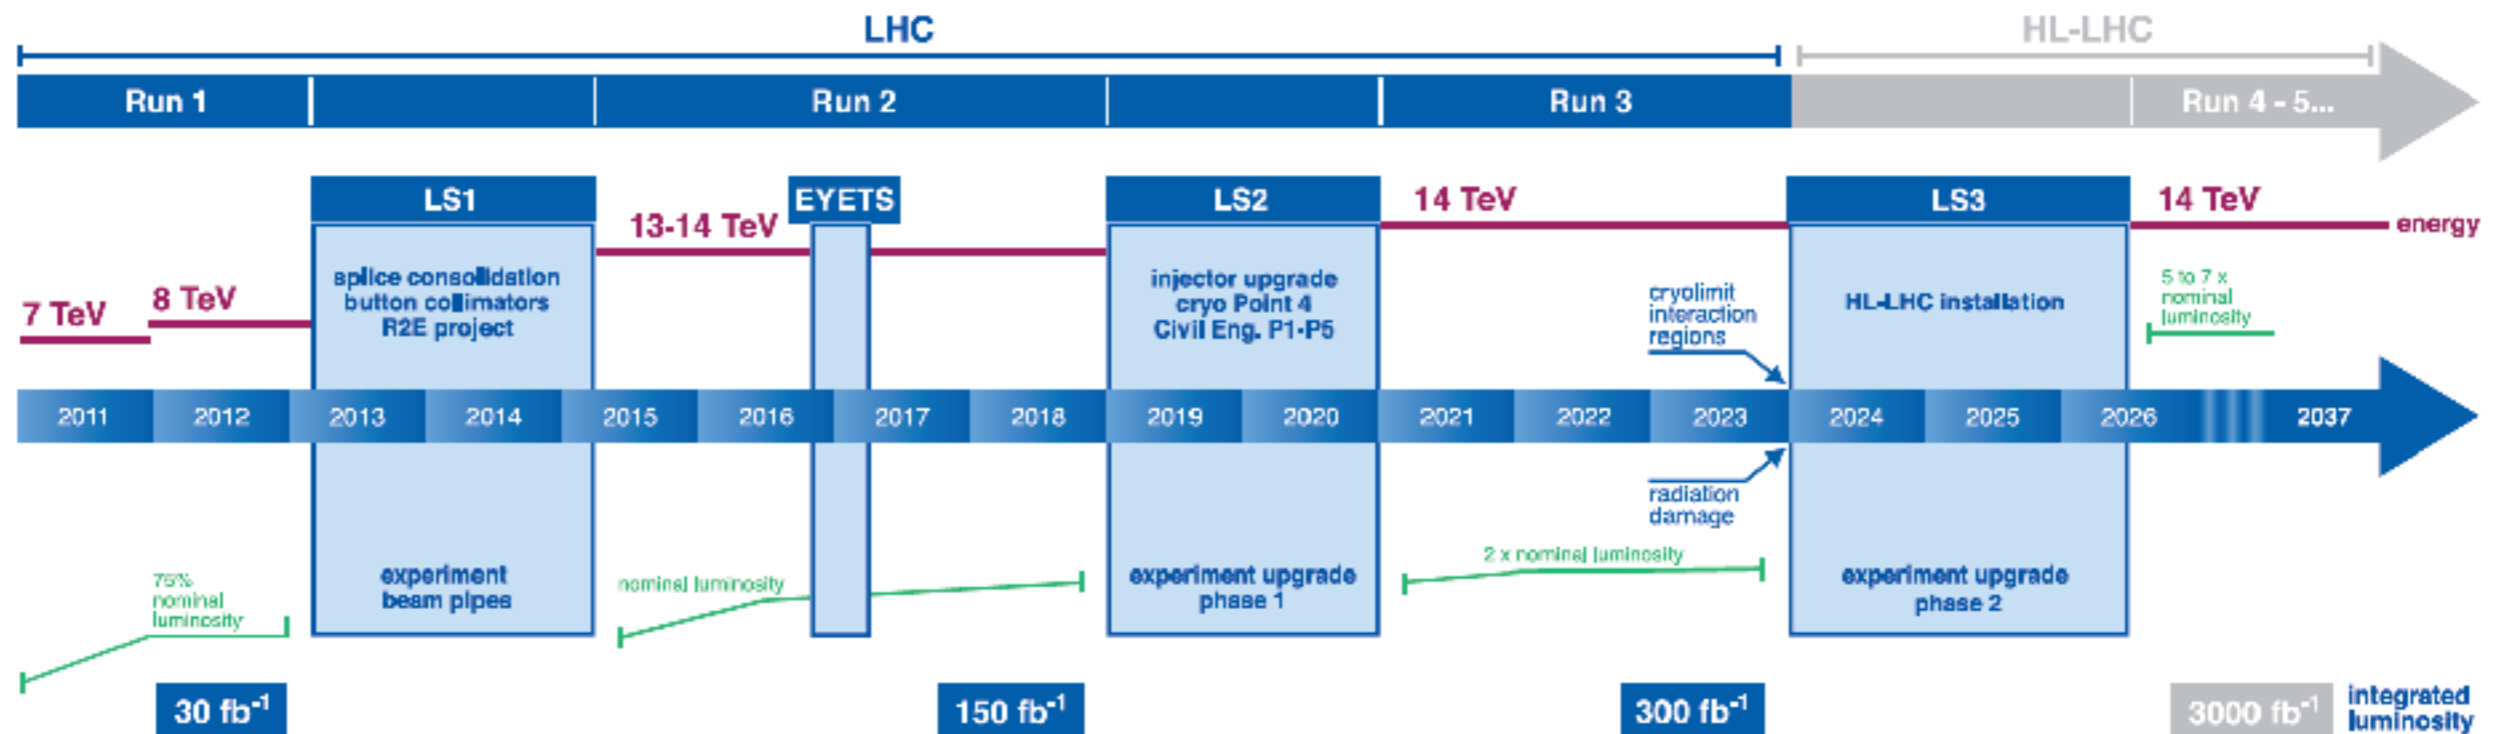 LHC
HL-LHC
Run 1
Run 2
Run 3
Run 4 - 5...
LS1
EYETS
LS2
14 TeV
LS3
14 TeV
13-14 TeV
energy
splice consolidation
button collimators
R2E project
injector upgrade
cryo Point 4
Civil Eng. P1-P5
cryolimit
interaction
regions
HL-LHC installation
5 to 7 x
nominal
luminosity
7 TeV
8 TeV
2011
2012
2013
2014
2015
2016
2017
2018
2019
2020
2021
2022
2023
2024
2025
2026
2037
radiation
damage
75%
nominal
luminosity
experiment
beam pipes
nominal luminosity
experiment upgrade
phase 1
2 x nominal luminosity
experiment upgrade
phase 2
30 fb⁻¹
150 fb⁻¹
300 fb⁻¹
3000 fb⁻¹
integrated
luminosity